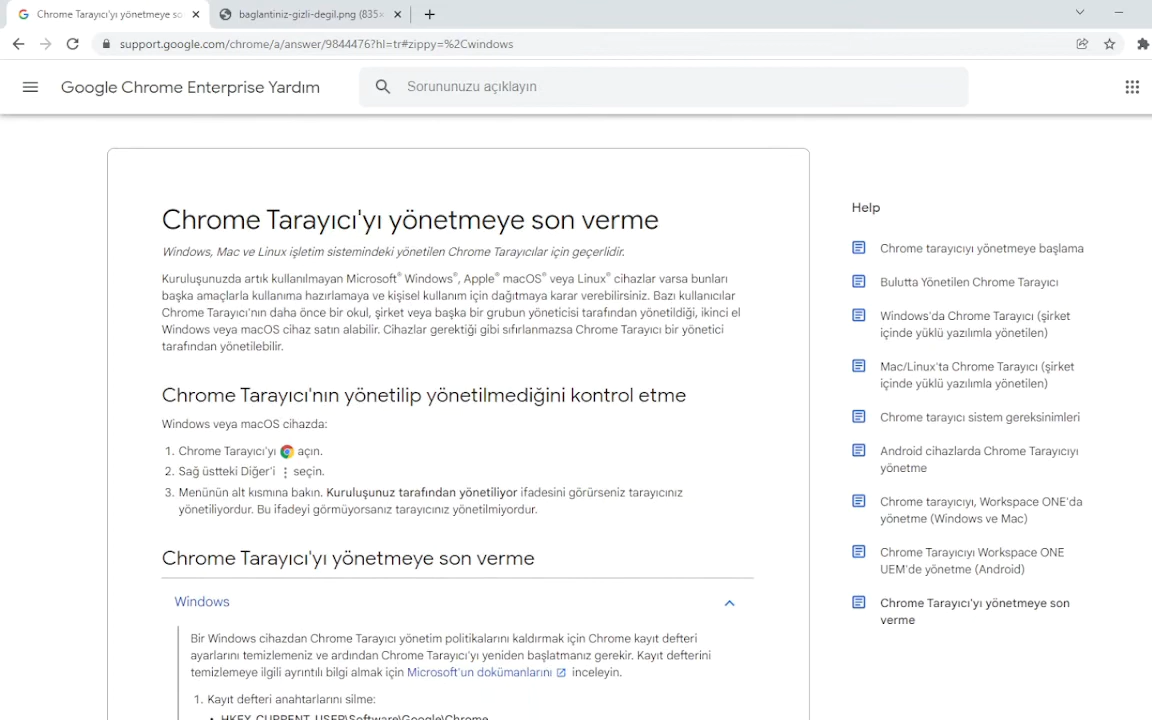 Chrome Tarayıcı'yı yönetmeye so
baglantiniz-gizli-degil.png (835×
support.google.com/chrome/a/answer/9844476?hl=tr#zippy=%2Cwindows
Google Chrome Enterprise Yardım
Sorununuzu açıklayın
Chrome Tarayıcı'yı yönetmeye son verme
Windows, Mac ve Linux işletim sistemindeki yönetilen Chrome Tarayıcılar için geçerlidir.
Kuruluşunuzda artık kullanılmayan Microsoft® Windows®, Apple® macOS® veya Linux® cihazlar varsa bunları
başka amaçlarla kullanıma hazırlamaya ve kişisel kullanım için dağıtmaya karar verebilirsiniz. Bazı kullanıcılar
Chrome Tarayıcı'nın daha önce bir okul, şirket veya başka bir grubun yöneticisi tarafından yönetildiği, ikinci el
Windows veya macOS cihaz satın alabilir. Cihazlar gerektiği gibi sıfırlanmazsa Chrome Tarayıcı bir yönetici
tarafından yönetilebilir.
Chrome Tarayıcı'nın yönetilip yönetilmediğini kontrol etme
Windows veya macOS cihazda:
1. Chrome Tarayıcı'yı açın.
2. Sağ üstteki Diğer'i ⋮ seçin.
3. Menünün alt kısmına bakın. Kuruluşunuz tarafından yönetiliyor ifadesini görürseniz tarayıcınız
yönetiliyordur. Bu ifadeyi görmüyorsanız tarayıcınız yönetilmiyordur.
Chrome Tarayıcı'yı yönetmeye son verme
Windows
Bir Windows cihazdan Chrome Tarayıcı yönetim politikalarını kaldırmak için Chrome kayıt defteri
ayarlarını temizlemeniz ve ardından Chrome Tarayıcı'yı yeniden başlatmanız gerekir. Kayıt defterini
temizlemeye ilgili ayrıntılı bilgi almak için Microsoft'un dokümanlarını inceleyin.
1. Kayıt defteri anahtarlarını silme:
• HKEY_CURRENT_USER\Software\Google\Chrome
Help
Chrome tarayıcıyı yönetmeye başlama
Bulutta Yönetilen Chrome Tarayıcı
Windows'da Chrome Tarayıcı (şirket
içinde yüklü yazılımla yönetilen)
Mac/Linux'ta Chrome Tarayıcı (şirket
içinde yüklü yazılımla yönetilen)
Chrome tarayıcı sistem gereksinimleri
Android cihazlarda Chrome Tarayıcıyı
yönetme
Chrome tarayıcıyı, Workspace ONE'da
yönetme (Windows ve Mac)
Chrome Tarayıcıyı Workspace ONE
UEM'de yönetme (Android)
Chrome Tarayıcı'yı yönetmeye son
verme